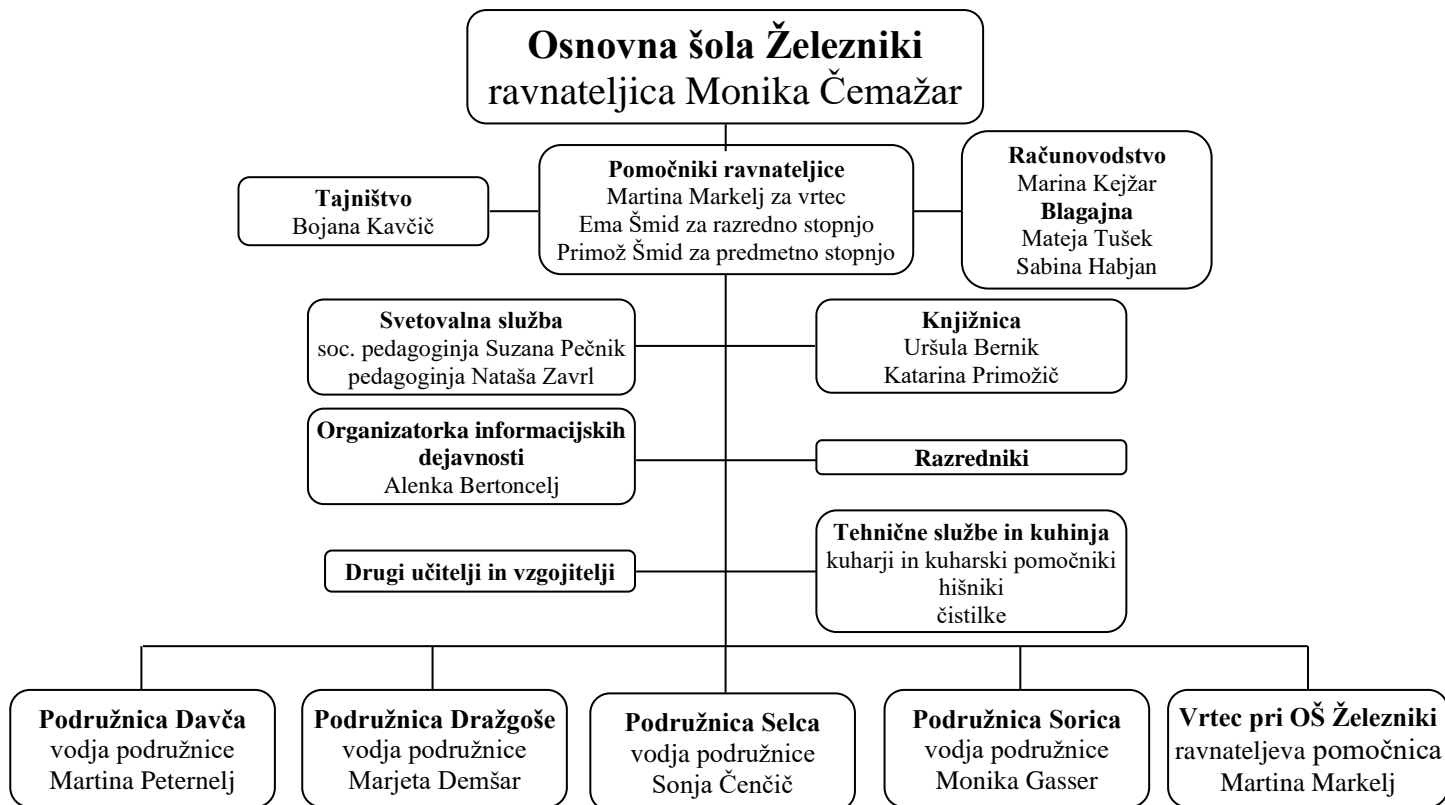 Osnovna šola Železniki
ravnateljica Monika Čemažar
Tajništvo
Bojana Kavčič
Pomočniki ravnateljice
Martina Markelj za vrtec
Ema Šmid za razredno stopnjo
Primož Šmid za predmetno stopnjo
Računovodstvo
Marina Kejžar
Blagajna
Mateja Tušek
Sabina Habjan
Svetovalna služba
soc. pedagoginja Suzana Pečnik
pedagoginja Nataša Zavrl
Knjižnica
Uršula Bernik
Katarina Primožič
Organizatorka informacijskih
dejavnosti
Alenka Bertoncelj
Razredniki
Drugi učitelji in vzgojitelji
Tehnične službe in kuhinja
kuharji in kuharski pomočniki
hišniki
čistilke
Podružnica Davča
vodja podružnice
Martina Peternelj
Podružnica Dražgoše
vodja podružnice
Marjeta Demšar
Podružnica Selca
vodja podružnice
Sonja Čenčič
Podružnica Sorica
vodja podružnice
Monika Gasser
Vrtec pri OŠ Železniki
ravnateljeva pomočnica
Martina Markelj